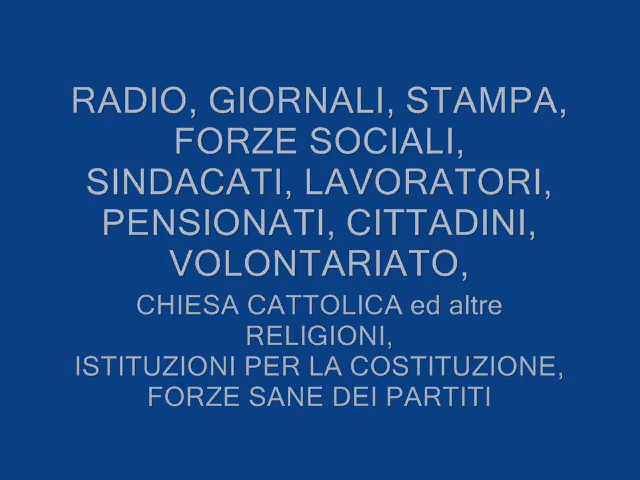 RADIO, GIORNALI, STAMPA,
FORZE SOCIALI,
SINDACATI, LAVORATORI,
PENSIONATI, CITTADINI,
VOLONTARIATO,
CHIESA CATTOLICA ed altre
RELIGIONI,
ISTITUZIONI PER LA COSTITUZIONE,
FORZE SANE DEI PARTITI